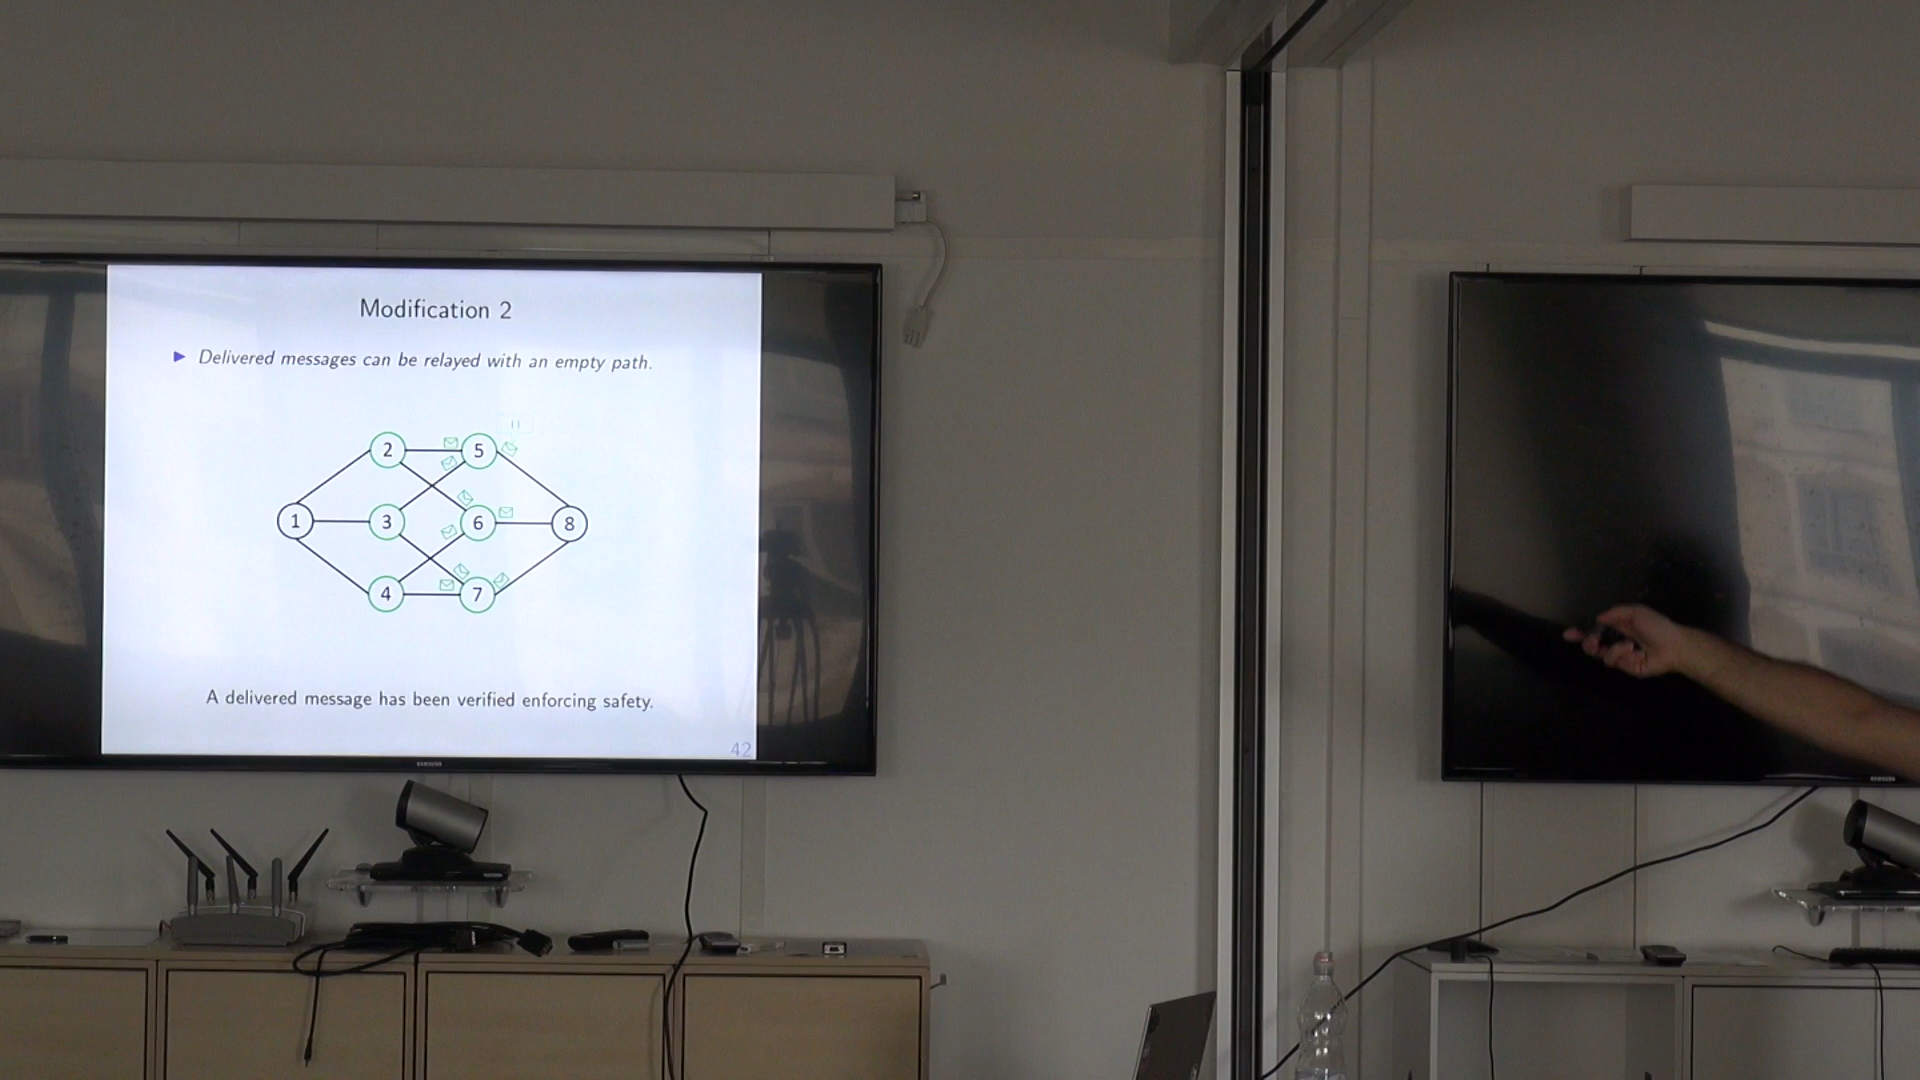 Modification 2
▶ Delivered messages can be relayed with an empty path.
[]
2 5
1 3 6 8
4 7
A delivered message has been verified enforcing safety.
42
SAMSUNG